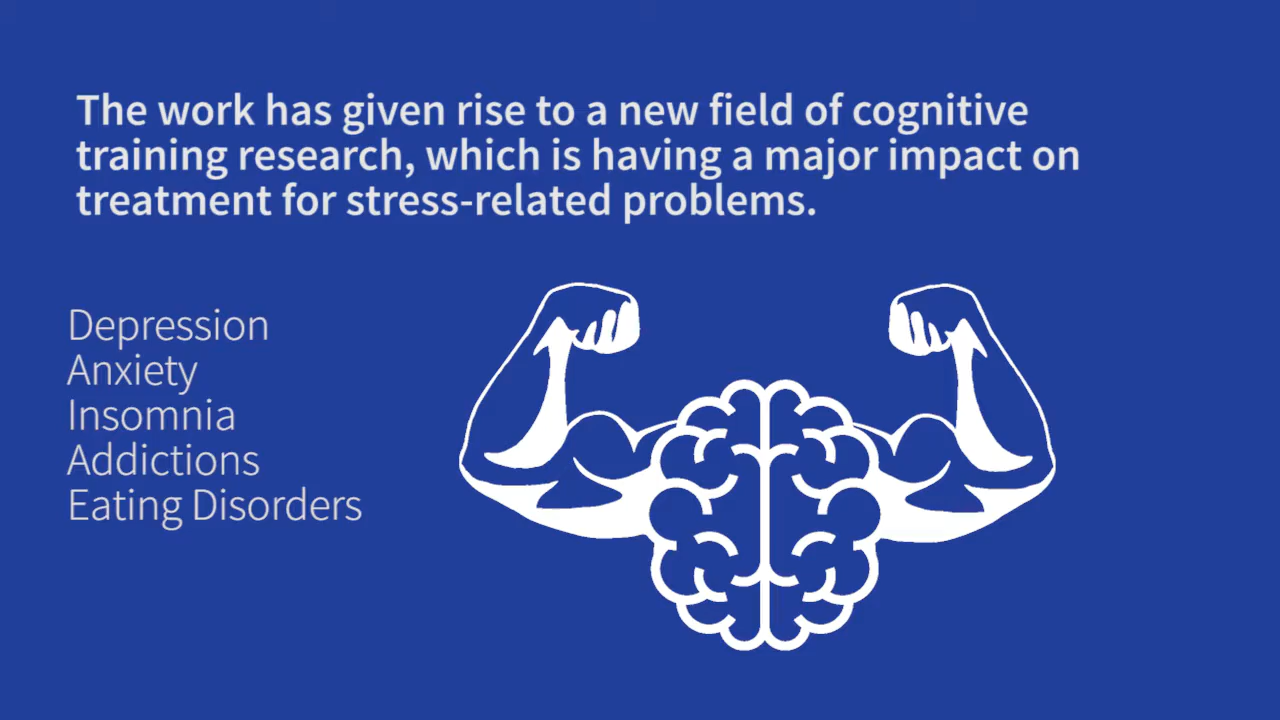 The work has given rise to a new field of cognitive
training research, which is having a major impact on
treatment for stress-related problems.
Depression
Anxiety
Insomnia
Addictions
Eating Disorders